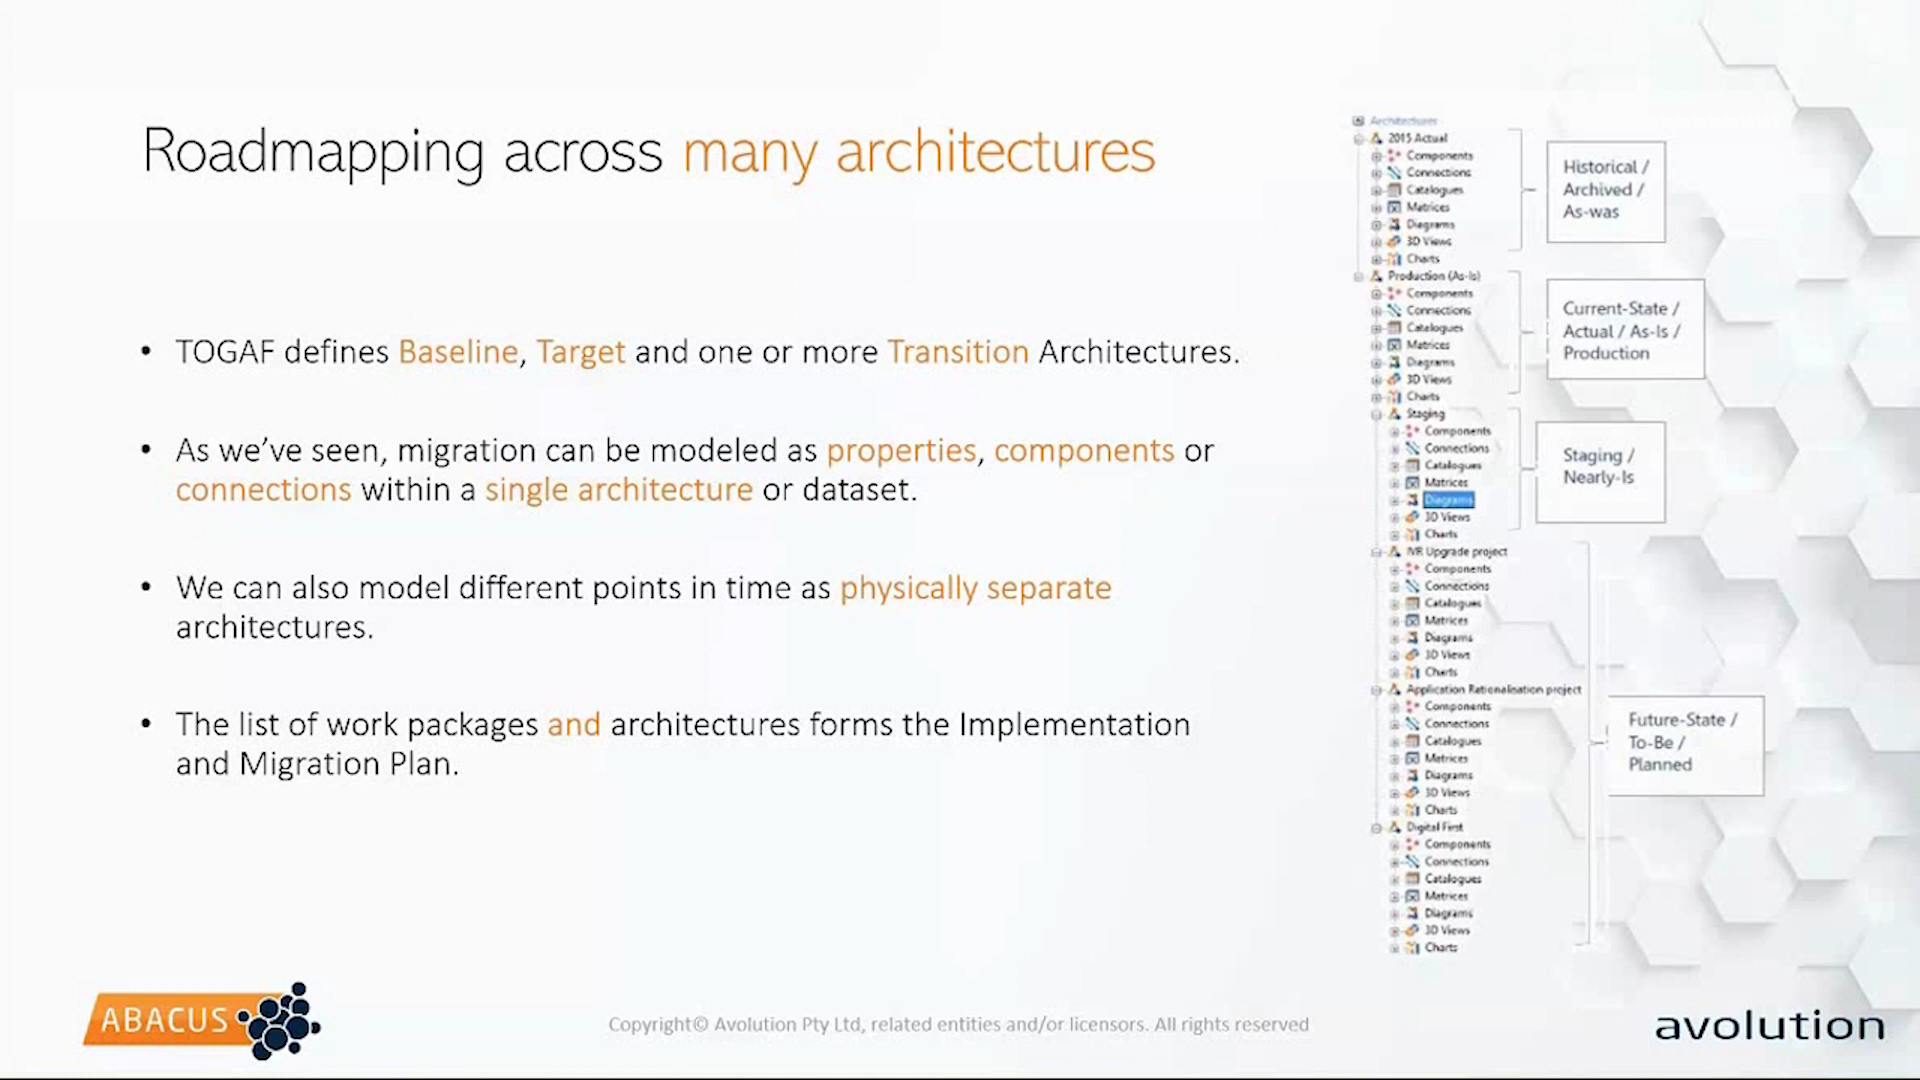 Roadmapping across many architectures
• TOGAF defines Baseline, Target and one or more Transition Architectures.
• As we’ve seen, migration can be modeled as properties, components or
connections within a single architecture or dataset.
• We can also model different points in time as physically separate
architectures.
• The list of work packages and architectures forms the Implementation
and Migration Plan.
Architectures
2015 Actual
Components
Connections
Catalogues
Matrices
Diagrams
3D Views
Charts
Production (As-Is)
Components
Connections
Catalogues
Matrices
Diagrams
3D Views
Charts
Staging
Components
Connections
Catalogues
Matrices
Diagrams
3D Views
Charts
IVR Upgrade project
Components
Connections
Catalogues
Matrices
Diagrams
3D Views
Charts
Application Rationalisation project
Components
Connections
Catalogues
Matrices
Diagrams
3D Views
Charts
Digital First
Components
Connections
Catalogues
Matrices
Diagrams
3D Views
Charts
Historical /
Archived /
As-was
Current-State /
Actual / As-Is /
Production
Staging /
Nearly-Is
Future-State /
To-Be /
Planned
ABACUS
Copyright© Avolution Pty Ltd, related entities and/or licensors. All rights reserved
avolution